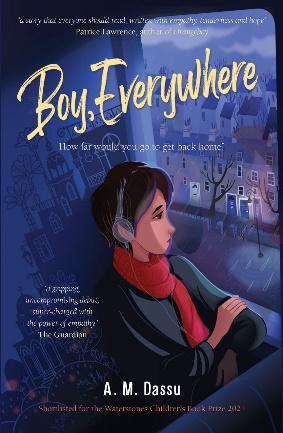 'a story that everyone should read, written with empathy, tenderness and hope'
Patrice Lawrence, author of Orangeboy
Boy, Everywhere
How far would you go to get back home?
'a gripping,
uncompromising debut,
super-charged with
the power of empathy'
The Guardian
A. M. Dassu
Shortlisted for the Waterstones Children's Book Prize 2021